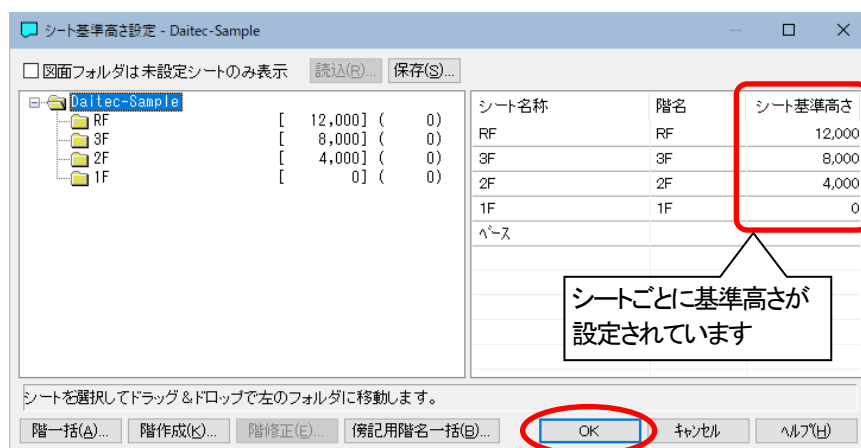 シート基準高さ設定 - Daitec-Sample
図面フォルダは未設定シートのみ表示 読込(R)... 保存(S)...
Daitec-Sample
RF [ 12,000] ( 0)
3F [ 8,000] ( 0)
2F [ 4,000] ( 0)
1F [ 0] ( 0)
シート名称 階名 シート基準高さ
RF RF 12,000
3F 3F 8,000
2F 2F 4,000
1F 1F 0
ベース
シートごとに基準高さが
設定されています
シートを選択してドラッグ&ドロップで左のフォルダに移動します。
階一括(A)... 階作成(K)... 階修正(E)... 傍記用階名一括(B)... OK キャンセル ヘルプ(H)